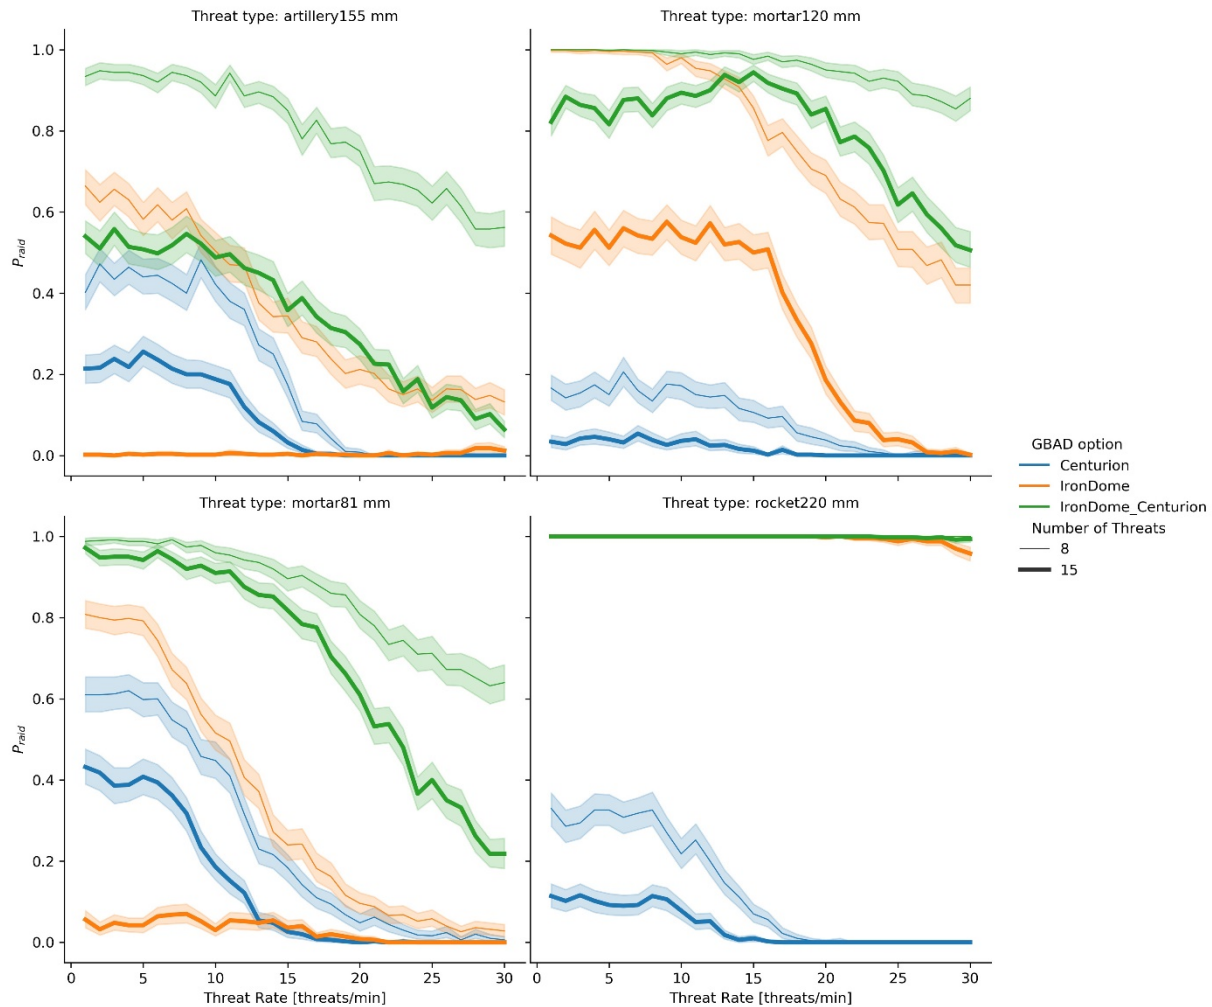 Threat type: artillery155 mm
Threat type: mortar120 mm
1.0
0.8
0.6
0.4
0.2
0.0
P_raid
Threat type: mortar81 mm
Threat type: rocket220 mm
1.0
0.8
0.6
0.4
0.2
0.0
P_raid
0 5 10 15 20 25 30
Threat Rate [threats/min]
0 5 10 15 20 25 30
Threat Rate [threats/min]
GBAD option
Centurion
IronDome
IronDome_Centurion
Number of Threats
8
15